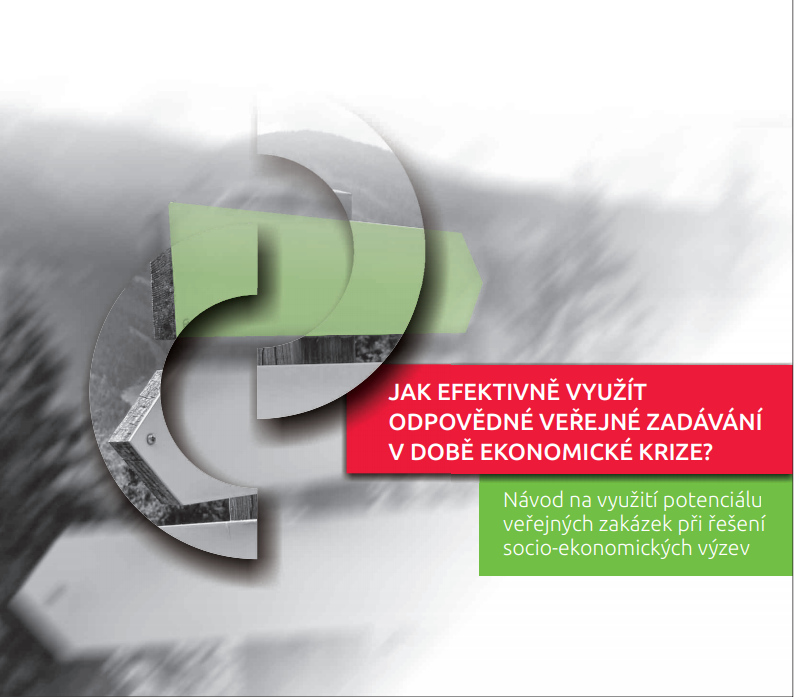 JAK EFEKTIVNĚ VYUŽÍT
ODPOVĚDNÉ VEŘEJNÉ ZADÁVÁNÍ
V DOBĚ EKONOMICKÉ KRIZE?
Návod na využití potenciálu
veřejných zakázek při řešení
socio-ekonomických výzev